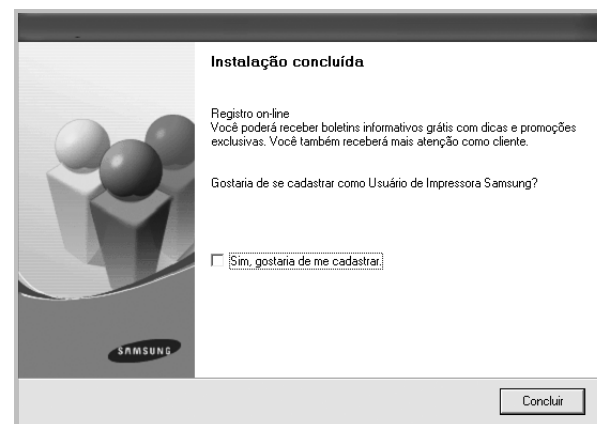 Instalação concluída
Registro on-line
Você poderá receber boletins informativos grátis com dicas e promoções
exclusivas. Você também receberá mais atenção como cliente.
Gostaria de se cadastrar como Usuário de Impressora Samsung?
Sim, gostaria de me cadastrar.
SAMSUNG
Concluir